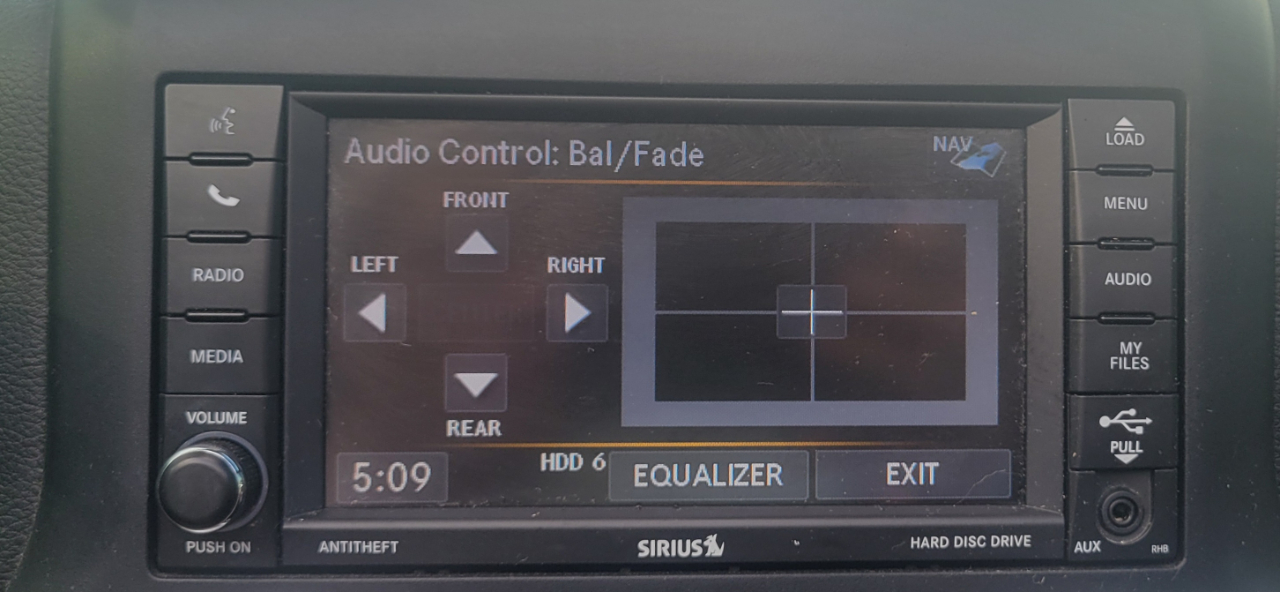 Audio Control: Bal/Fade
NAV
FRONT
LEFT
RIGHT
REAR
5:09
HDD 6
EQUALIZER
EXIT
RADIO
MEDIA
VOLUME
PUSH ON
LOAD
MENU
AUDIO
MY
FILES
PULL
AUX
RHB
ANTITHEFT
SIRIUS
HARD DISC DRIVE